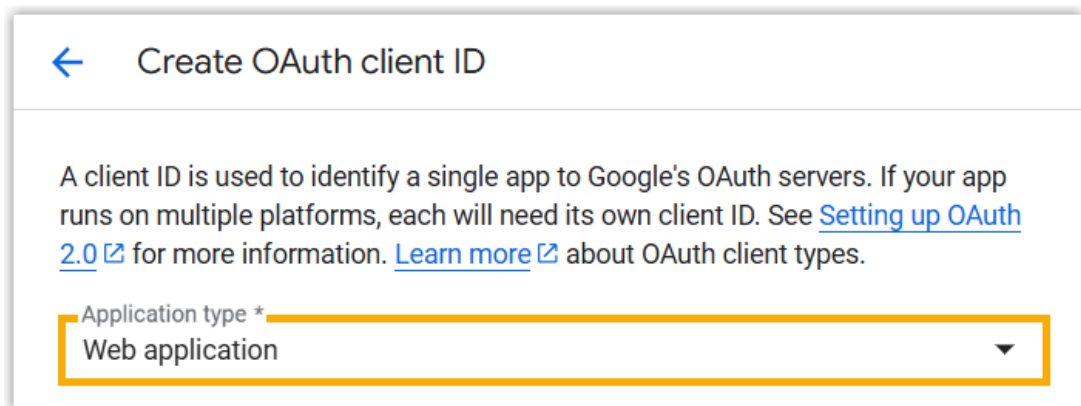 Create OAuth client ID
A client ID is used to identify a single app to Google's OAuth servers. If your app
runs on multiple platforms, each will need its own client ID. See Setting up OAuth
2.0 for more information. Learn more about OAuth client types.
Application type *
Web application